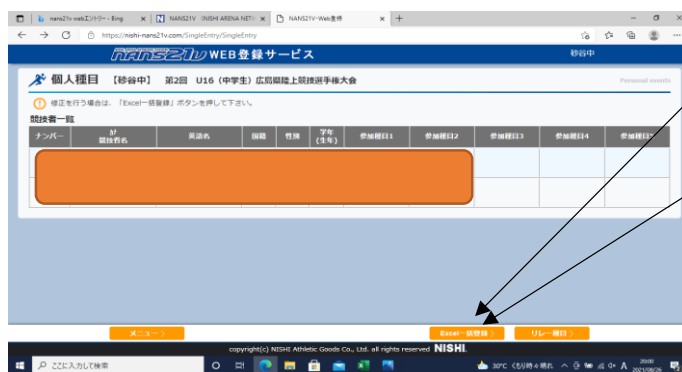 nans21v webエントリー - Bing
NANS21V (NISHI ARENA NET)
NANS21V-Web登録
https://nishi-nans21v.com/SingleEntry/SingleEntry
NANS21V WEB登録サービス
砂谷中
個人種目 【砂谷中】 第2回 U16（中学生）広島県陸上競技選手権大会
Personal events
修正を行う場合は、「Excel一括登録」ボタンを押して下さい。
競技者一覧
ナンバー
競技者名
英語名
国籍
性別
学年
(生年)
参加種目1
参加種目2
参加種目3
参加種目4
参加種目5
メニュー
Excel一括登録
リレー種目
copyright(c) NISHI Athletic Goods Co., Ltd. all rights reserved NISHI.
ここに入力して検索
30°C くもり時々晴れ
A
20:00
2021/08/26